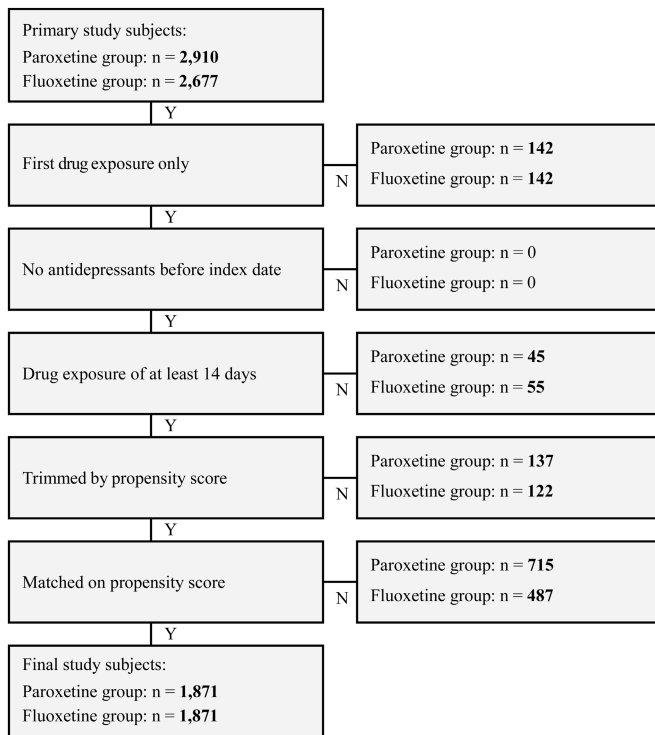 Primary study subjects:
Paroxetine group: n = 2,910
Fluoxetine group: n = 2,677
Y
First drug exposure only
N
Paroxetine group: n = 142
Fluoxetine group: n = 142
Y
No antidepressants before index date
N
Paroxetine group: n = 0
Fluoxetine group: n = 0
Y
Drug exposure of at least 14 days
N
Paroxetine group: n = 45
Fluoxetine group: n = 55
Y
Trimmed by propensity score
N
Paroxetine group: n = 137
Fluoxetine group: n = 122
Y
Matched on propensity score
N
Paroxetine group: n = 715
Fluoxetine group: n = 487
Y
Final study subjects:
Paroxetine group: n = 1,871
Fluoxetine group: n = 1,871